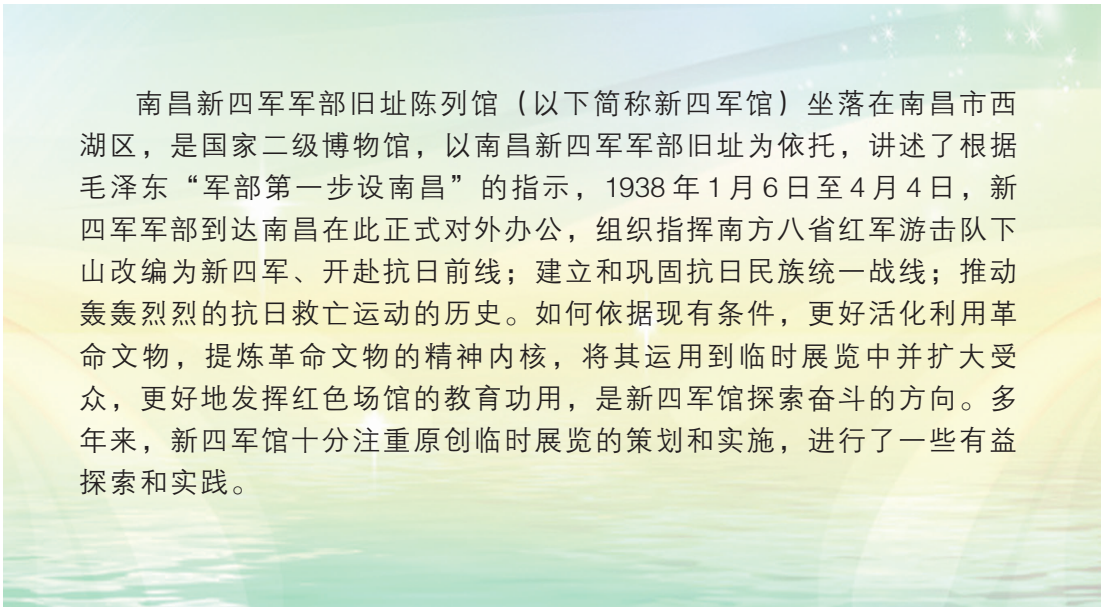 南昌新四军军部旧址陈列馆（以下简称新四军馆）坐落在南昌市西
湖区，是国家二级博物馆，以南昌新四军军部旧址为依托，讲述了根据
毛泽东“军部第一步设南昌”的指示，1938年1月6日至4月4日，新
四军军部到达南昌在此正式对外办公，组织指挥南方八省红军游击队下
山改编为新四军、开赴抗日前线；建立和巩固抗日民族统一战线；推动
轰轰烈烈的抗日救亡运动的历史。如何依据现有条件，更好活化利用革
命文物，提炼革命文物的精神内核，将其运用到临时展览中并扩大受
众，更好地发挥红色场馆的教育功用，是新四军馆探索奋斗的方向。多
年来，新四军馆十分注重原创临时展览的策划和实施，进行了一些有益
探索和实践。